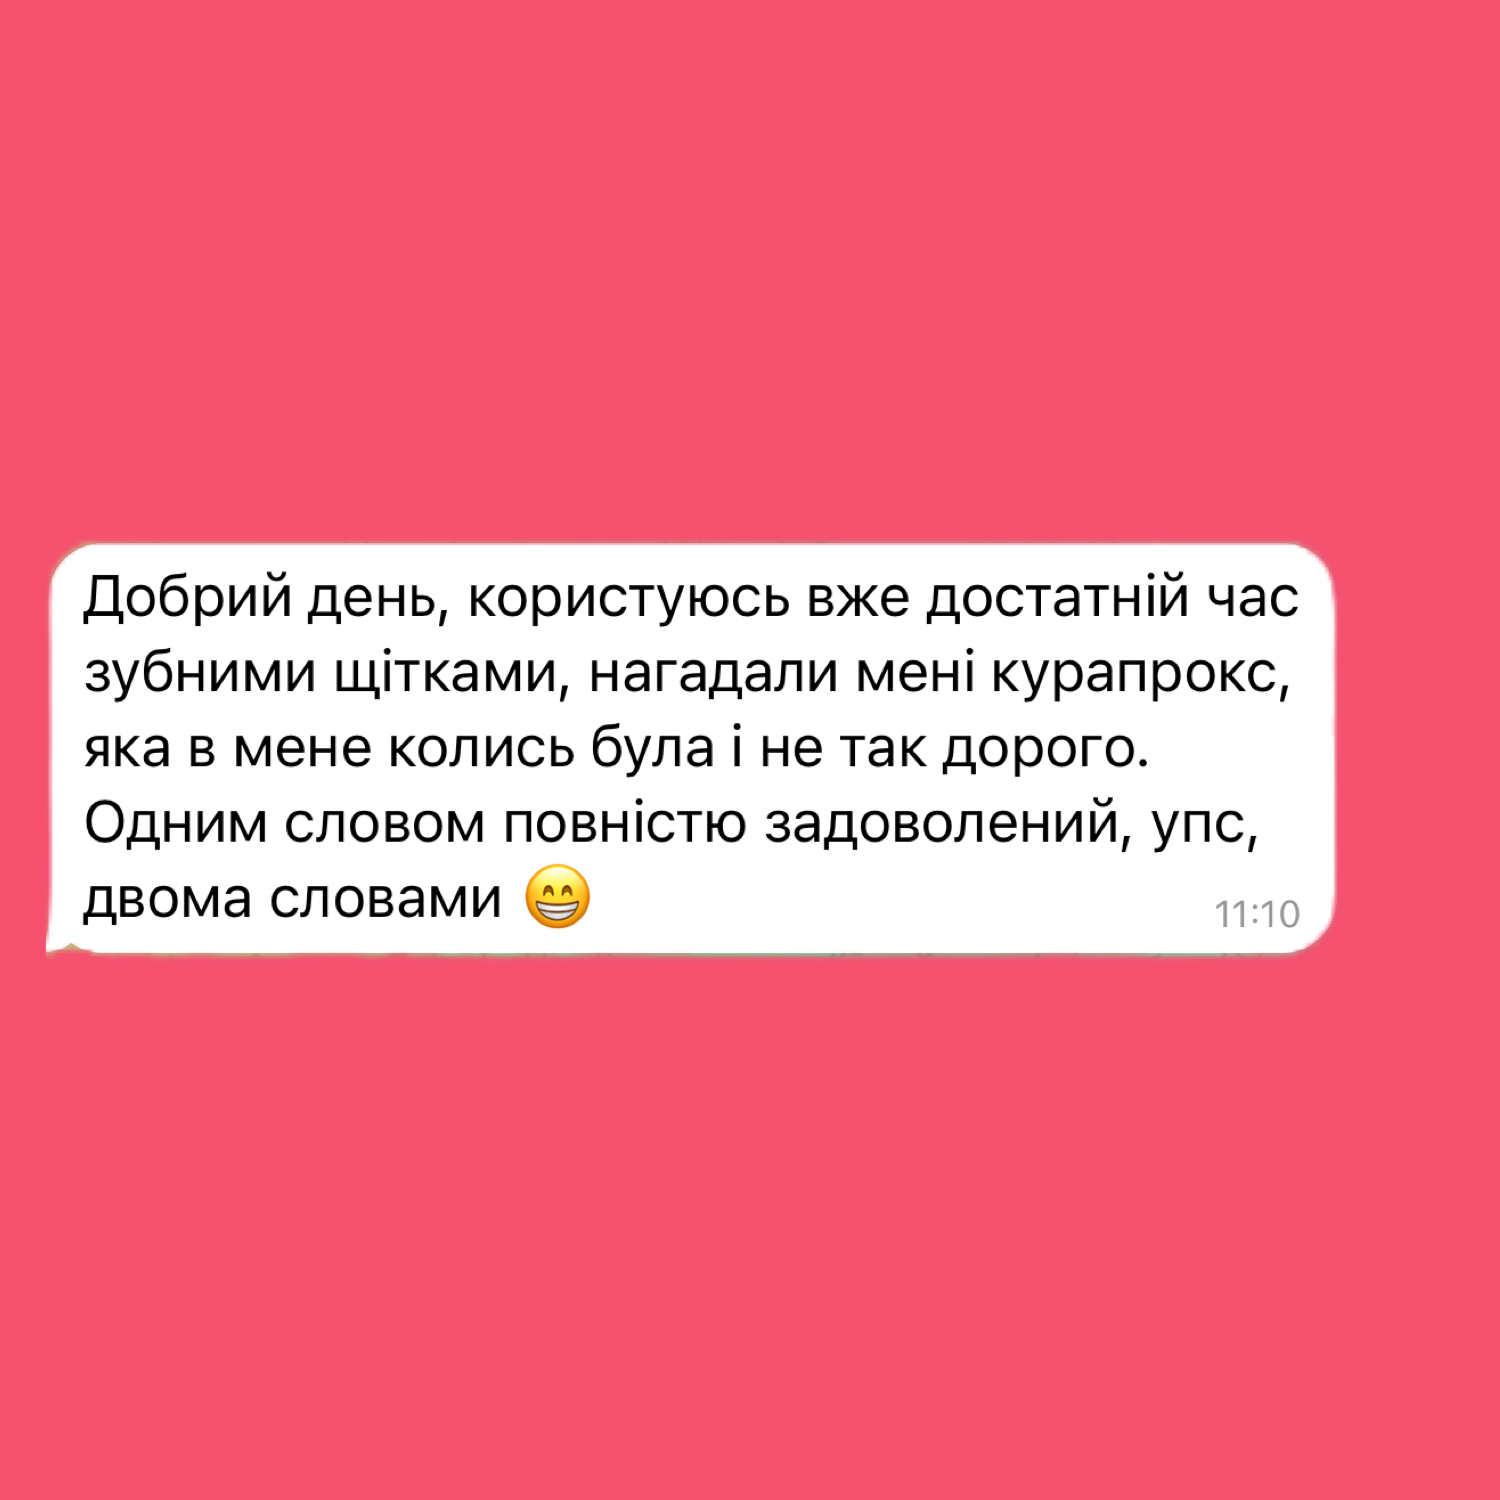 Добрий день, користуюсь вже достатній час
зубними щітками, нагадали мені курапрокс,
яка в мене колись була і не так дорого.
Одним словом повністю задоволений, упс,
двома словами 😁
11:10